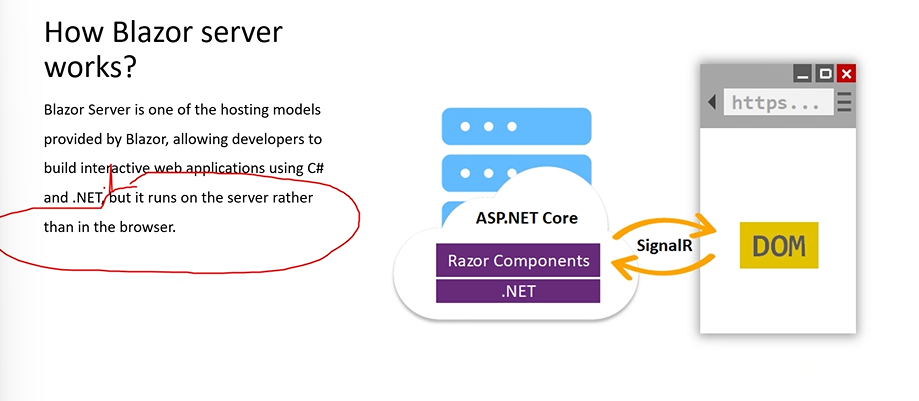 How Blazor server
works?
Blazor Server is one of the hosting models
provided by Blazor, allowing developers to
build interactive web applications using C#
and .NET, but it runs on the server rather
than in the browser.
ASP.NET Core
Razor Components
.NET
SignalR
https...
DOM